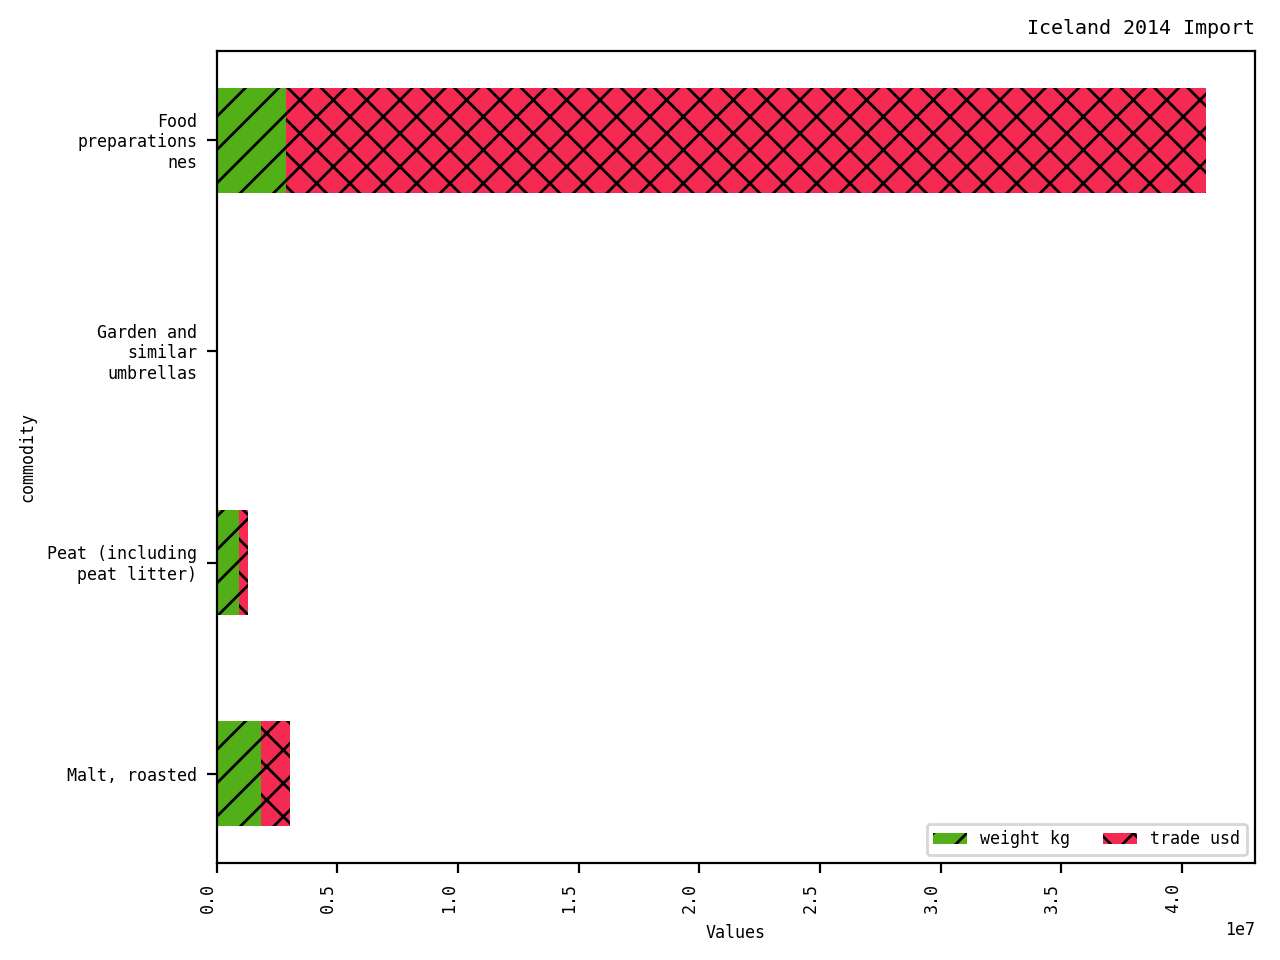 Iceland 2014 Import
Food
preparations
nes
Garden and
similar
umbrellas
commodity
Peat (including
peat litter)
Malt, roasted
weight kg
trade usd
0.0
0.5
1.0
1.5
2.0
2.5
3.0
3.5
4.0
Values
1e7